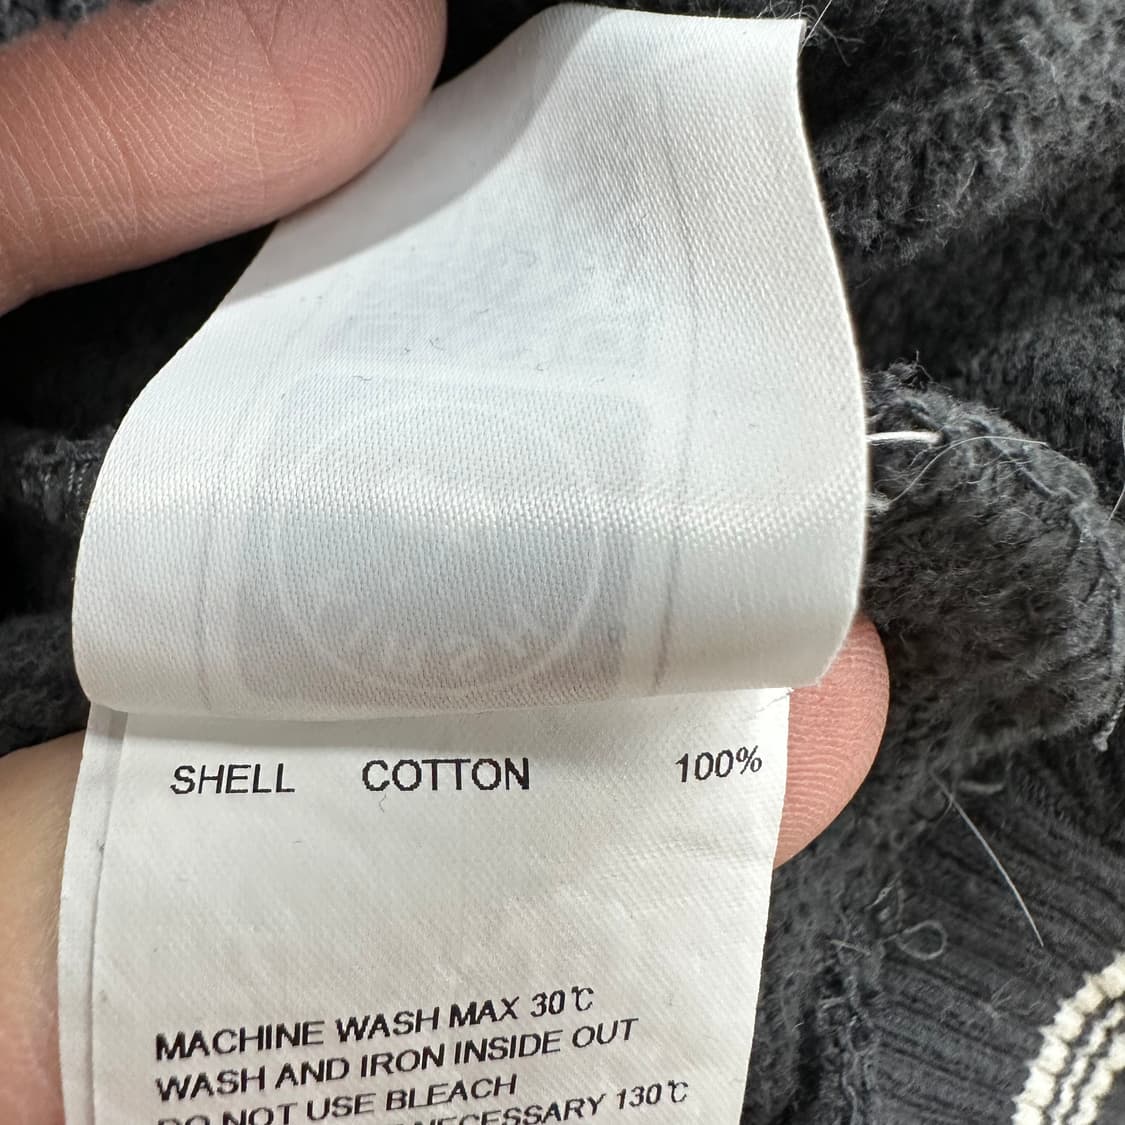 SHELL COTTON 100%
MACHINE WASH MAX 30℃
WASH AND IRON INSIDE OUT
DO NOT USE BLEACH
NECESSARY 130℃